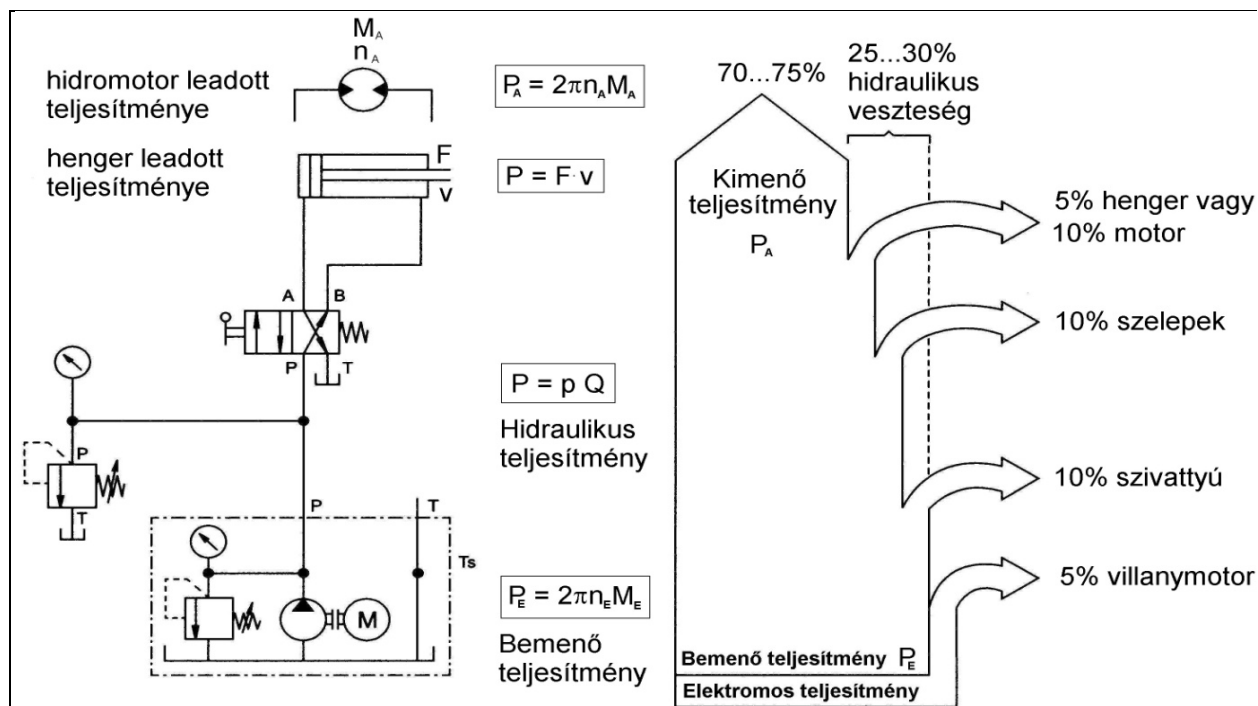 M_A
n_A
hidromotor leadott
teljesítménye
P_A = 2πn_AM_A
henger leadott
teljesítménye
F
v
P = F · v
A B
P T
P = p Q
Hidraulikus
teljesítmény
P
T
P T
Ts
M
P_E = 2πn_EM_E
Bemenő
teljesítmény
70...75%
25...30%
hidraulikus
veszteség
Kimenő
teljesítmény
P_A
5% henger vagy
10% motor
10% szelepek
10% szivattyú
5% villanymotor
Bemenő teljesítmény P_E
Elektromos teljesítmény